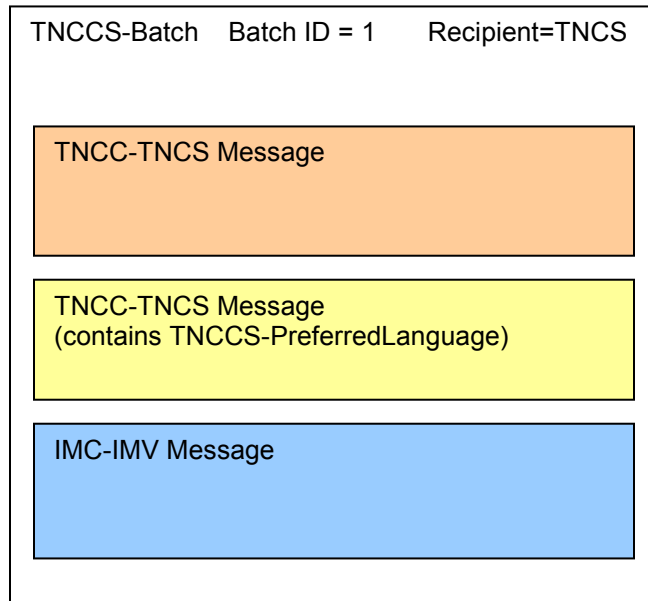 TNCCS-Batch Batch ID = 1 Recipient=TNCS
TNCC-TNCS Message
TNCC-TNCS Message
(contains TNCCS-PreferredLanguage)
IMC-IMV Message